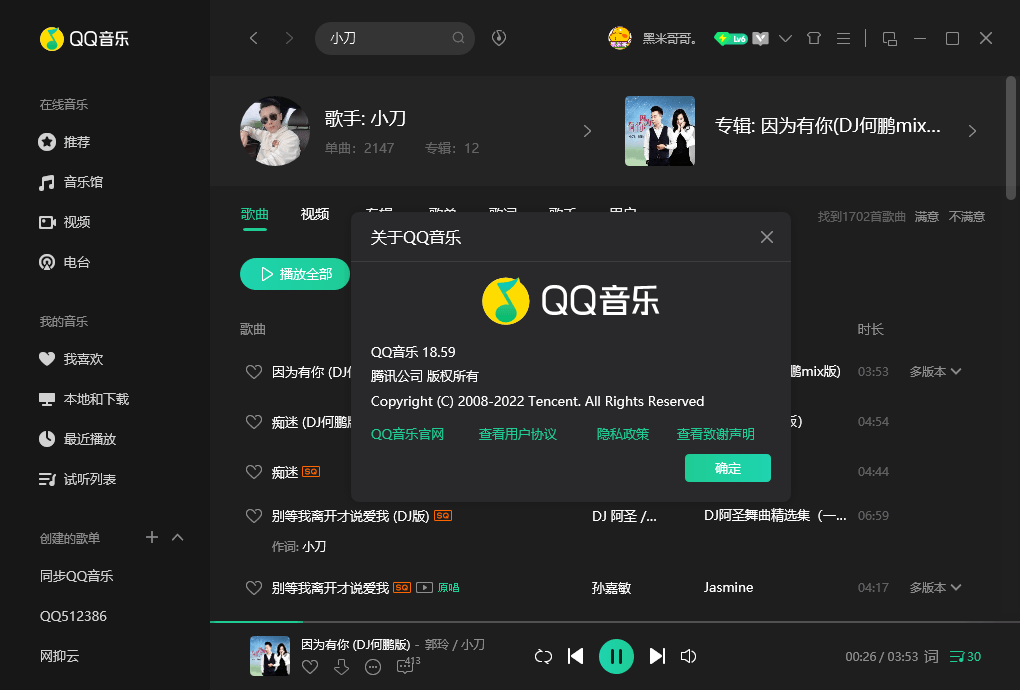 QQ音乐
小刀
黑米哥哥。
Lv6
在线音乐
推荐
音乐馆
视频
电台
我的音乐
我喜欢
本地和下载
最近播放
试听列表
创建的歌单
同步QQ音乐
QQ512386
网抑云
歌手: 小刀
单曲：2147 专辑：12
专辑: 因为有你(DJ何鹏mix...
歌曲 视频 专辑 歌单 歌词 歌手 用户
找到1702首歌曲 满意 不满意
播放全部
歌曲 时长
因为有你 (DJ 鹏mix版) 03:53 多版本
痴迷 (DJ何鹏 版) 04:54
痴迷 SQ 04:44
别等我离开才说爱我 (DJ版) SQ DJ 阿圣 /... DJ阿圣舞曲精选集（一... 06:59
作词: 小刀
别等我离开才说爱我 SQ 原唱 孙嘉敏 Jasmine 04:17 多版本
关于QQ音乐
QQ音乐
QQ音乐 18.59
腾讯公司 版权所有
Copyright (C) 2008-2022 Tencent. All Rights Reserved
QQ音乐官网 查看用户协议 隐私政策 查看致谢声明
确定
因为有你 (DJ何鹏版) - 郭玲 / 小刀
413
00:26 / 03:53 词 30